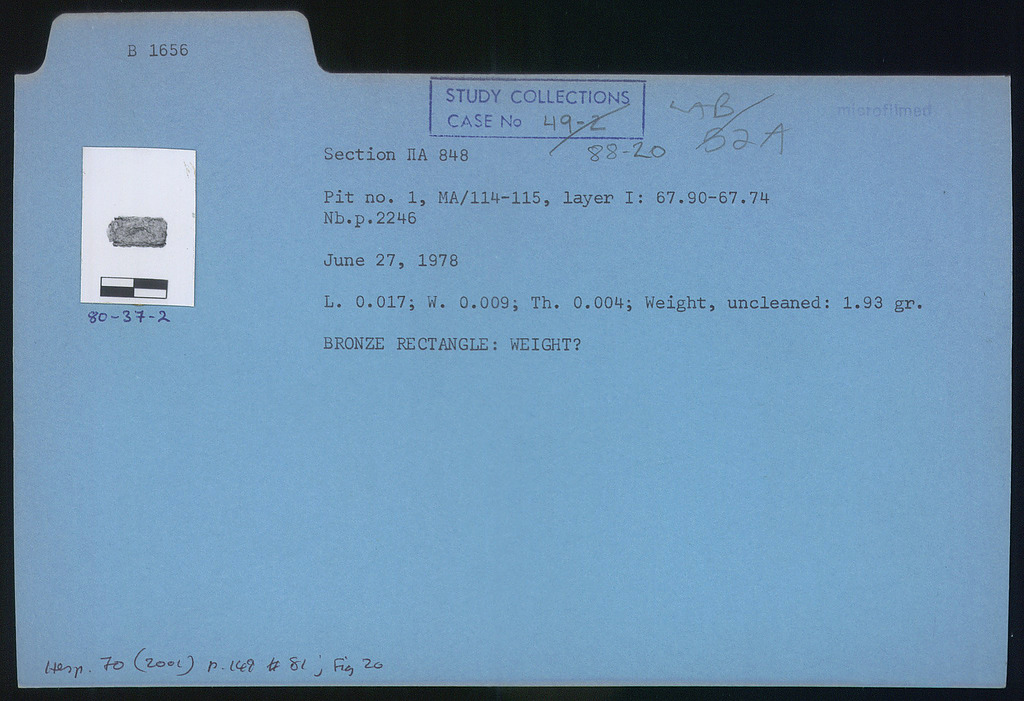 B 1656
STUDY COLLECTIONS
CASE No 49-2
88-20
LAB
52A
microfilmed
Section ΠA 848
Pit no. 1, MA/114-115, layer I: 67.90-67.74
Nb.p.2246
June 27, 1978
L. 0.017; W. 0.009; Th. 0.004; Weight, uncleaned: 1.93 gr.
80-37-2
BRONZE RECTANGLE: WEIGHT?
Hesp. 70 (2001) p. 149 # 81; Fig 20